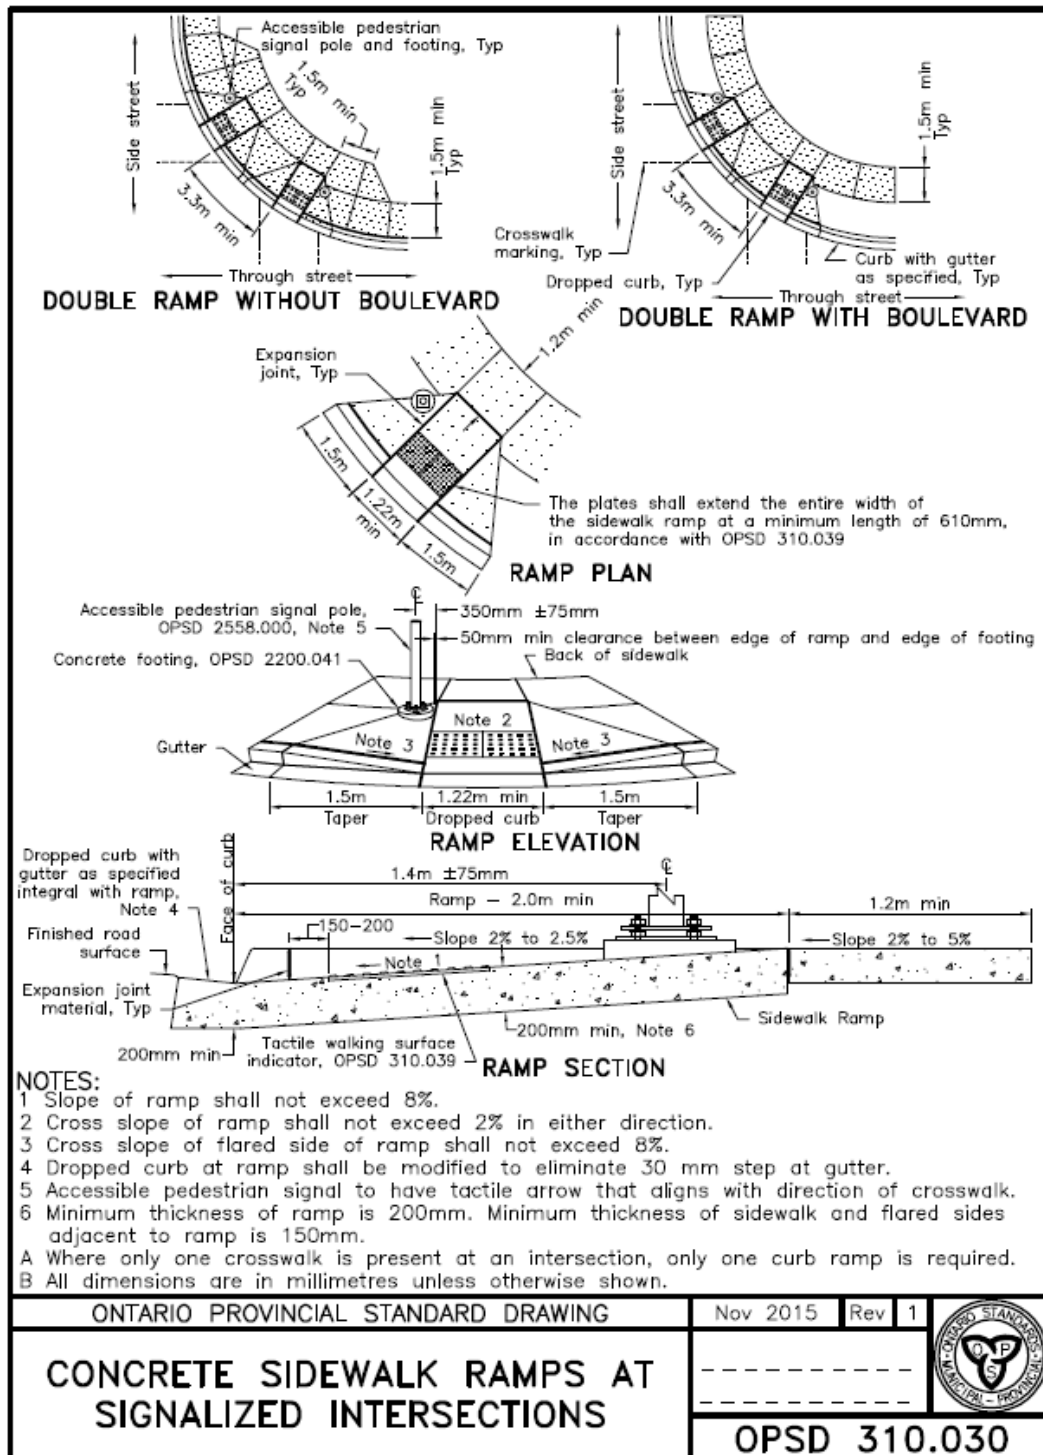 Accessible pedestrian
signal pole and footing, Typ
1.5m min
Typ
1.5m min
Typ
Side street
3.3m min
Through street
DOUBLE RAMP WITHOUT BOULEVARD
Side street
1.5m min
Typ
3.3m min
Crosswalk
marking, Typ
Dropped curb, Typ
Curb with gutter
as specified, Typ
Through street
DOUBLE RAMP WITH BOULEVARD
1.2m min
Expansion
joint, Typ
1.5m
1.22m
min
1.5m
The plates shall extend the entire width of
the sidewalk ramp at a minimum length of 610mm,
in accordance with OPSD 310.039
RAMP PLAN
Accessible pedestrian signal pole,
OPSD 2558.000, Note 5
Concrete footing, OPSD 2200.041
350mm ±75mm
50mm min clearance between edge of ramp and edge of footing
Back of sidewalk
Note 2
Note 3
Note 3
Gutter
1.5m
Taper
1.22m min
Dropped curb
1.5m
Taper
RAMP ELEVATION
Dropped curb with
gutter as specified
integral with ramp,
Note 4
Face of curb
1.4m ±75mm
Ramp – 2.0m min
1.2m min
150-200
Slope 2% to 2.5%
Slope 2% to 5%
Finished road
surface
Note 1
Expansion joint
material, Typ
200mm min
Tactile walking surface
indicator, OPSD 310.039
200mm min, Note 6
Sidewalk Ramp
RAMP SECTION
NOTES:
1 Slope of ramp shall not exceed 8%.
2 Cross slope of ramp shall not exceed 2% in either direction.
3 Cross slope of flared side of ramp shall not exceed 8%.
4 Dropped curb at ramp shall be modified to eliminate 30 mm step at gutter.
5 Accessible pedestrian signal to have tactile arrow that aligns with direction of crosswalk.
6 Minimum thickness of ramp is 200mm. Minimum thickness of sidewalk and flared sides
adjacent to ramp is 150mm.
A Where only one crosswalk is present at an intersection, only one curb ramp is required.
B All dimensions are in millimetres unless otherwise shown.
ONTARIO PROVINCIAL STANDARD DRAWING
Nov 2015 Rev 1
CONCRETE SIDEWALK RAMPS AT
SIGNALIZED INTERSECTIONS
ONTARIO STANDARDS
MUNICIPAL - PROVINCIAL
O P S
OPSD 310.030